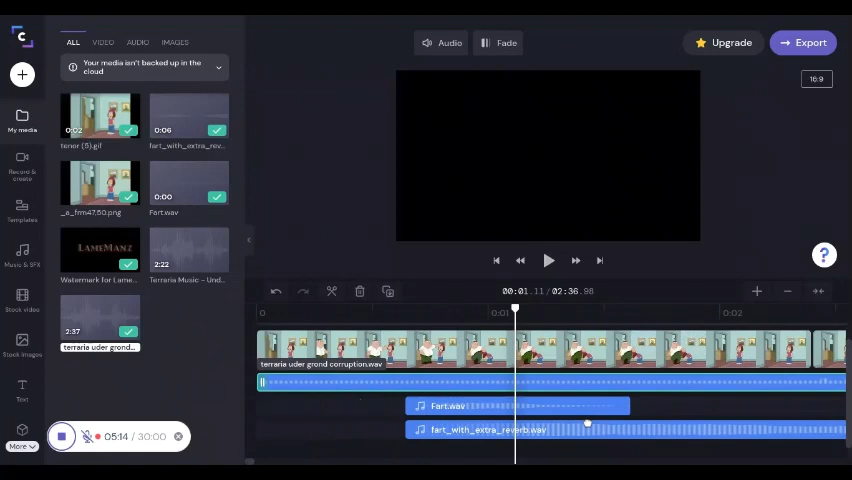 ALL VIDEO AUDIO IMAGES
Your media isn't backed up in the
cloud
0:02
tenor (5).gif
0:06
fart_with_extra_rev...
_a_frm47,50.png
0:00
Fart.wav
LAMEMANZ
Watermark for Lame...
2:22
Terraria Music - Und...
2:37
terraria uder grond...
My media
Record &
create
Templates
Music & SFX
Stock video
Stock images
Text
More
05:14 / 30:00
Audio
Fade
Upgrade
Export
16:9
?
00:01.11 / 02:36.98
0
0:01
0:02
terraria uder grond corruption.wav
Fart.wav
fart_with_extra_reverb.wav